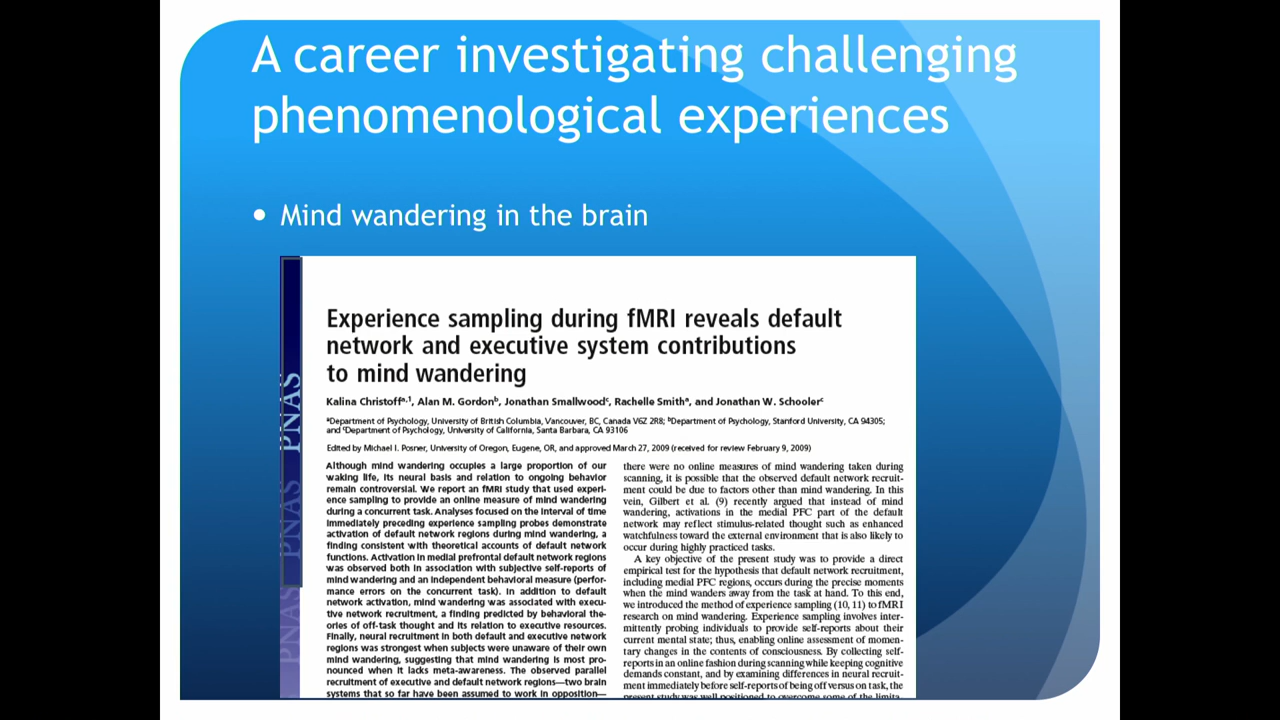 A career investigating challenging
phenomenological experiences
• Mind wandering in the brain
PNAS
PNAS
PNAS
Experience sampling during fMRI reveals default
network and executive system contributions
to mind wandering
Kalina Christoffa,1, Alan M. Gordonb, Jonathan Smallwoodc, Rachelle Smitha, and Jonathan W. Schoolerc
aDepartment of Psychology, University of British Columbia, Vancouver, BC, Canada V6Z 2R8; bDepartment of Psychology, Stanford University, CA 94305;
and cDepartment of Psychology, University of California, Santa Barbara, CA 93106
Edited by Michael I. Posner, University of Oregon, Eugene, OR, and approved March 27, 2009 (received for review February 9, 2009)
Although mind wandering occupies a large proportion of our
waking life, its neural basis and relation to ongoing behavior
remain controversial. We report an fMRI study that used experi-
ence sampling to provide an online measure of mind wandering
during a concurrent task. Analyses focused on the interval of time
immediately preceding experience sampling probes demonstrate
activation of default network regions during mind wandering, a
finding consistent with theoretical accounts of default network
functions. Activation in medial prefrontal default network regions
was observed both in association with subjective self-reports of
mind wandering and an independent behavioral measure (perfor-
mance errors on the concurrent task). In addition to default
network activation, mind wandering was associated with execu-
tive network recruitment, a finding predicted by behavioral the-
ories of off-task thought and its relation to executive resources.
Finally, neural recruitment in both default and executive network
regions was strongest when subjects were unaware of their own
mind wandering, suggesting that mind wandering is most pro-
nounced when it lacks meta-awareness. The observed parallel
recruitment of executive and default network regions—two brain
systems that so far have been assumed to work in opposition—
there were no online measures of mind wandering taken during
scanning, it is possible that the observed default network recruit-
ment could be due to factors other than mind wandering. In this
vein, Gilbert et al. (9) recently argued that instead of mind
wandering, activations in the medial PFC part of the default
network may reflect stimulus-related thought such as enhanced
watchfulness toward the external environment that is also likely to
occur during highly practiced tasks.
A key objective of the present study was to provide a direct
empirical test for the hypothesis that default network recruitment,
including medial PFC regions, occurs during the precise moments
when the mind wanders away from the task at hand. To this end,
we introduced the method of experience sampling (10, 11) to fMRI
research on mind wandering. Experience sampling involves inter-
mittently probing individuals to provide self-reports about their
current mental state; thus, enabling online assessment of momen-
tary changes in the contents of consciousness. By collecting self-
reports in an online fashion during scanning while keeping cognitive
demands constant, and by examining differences in neural recruit-
ment immediately before self-reports of being off versus on task, the
present study was well positioned to overcome some of the limita-